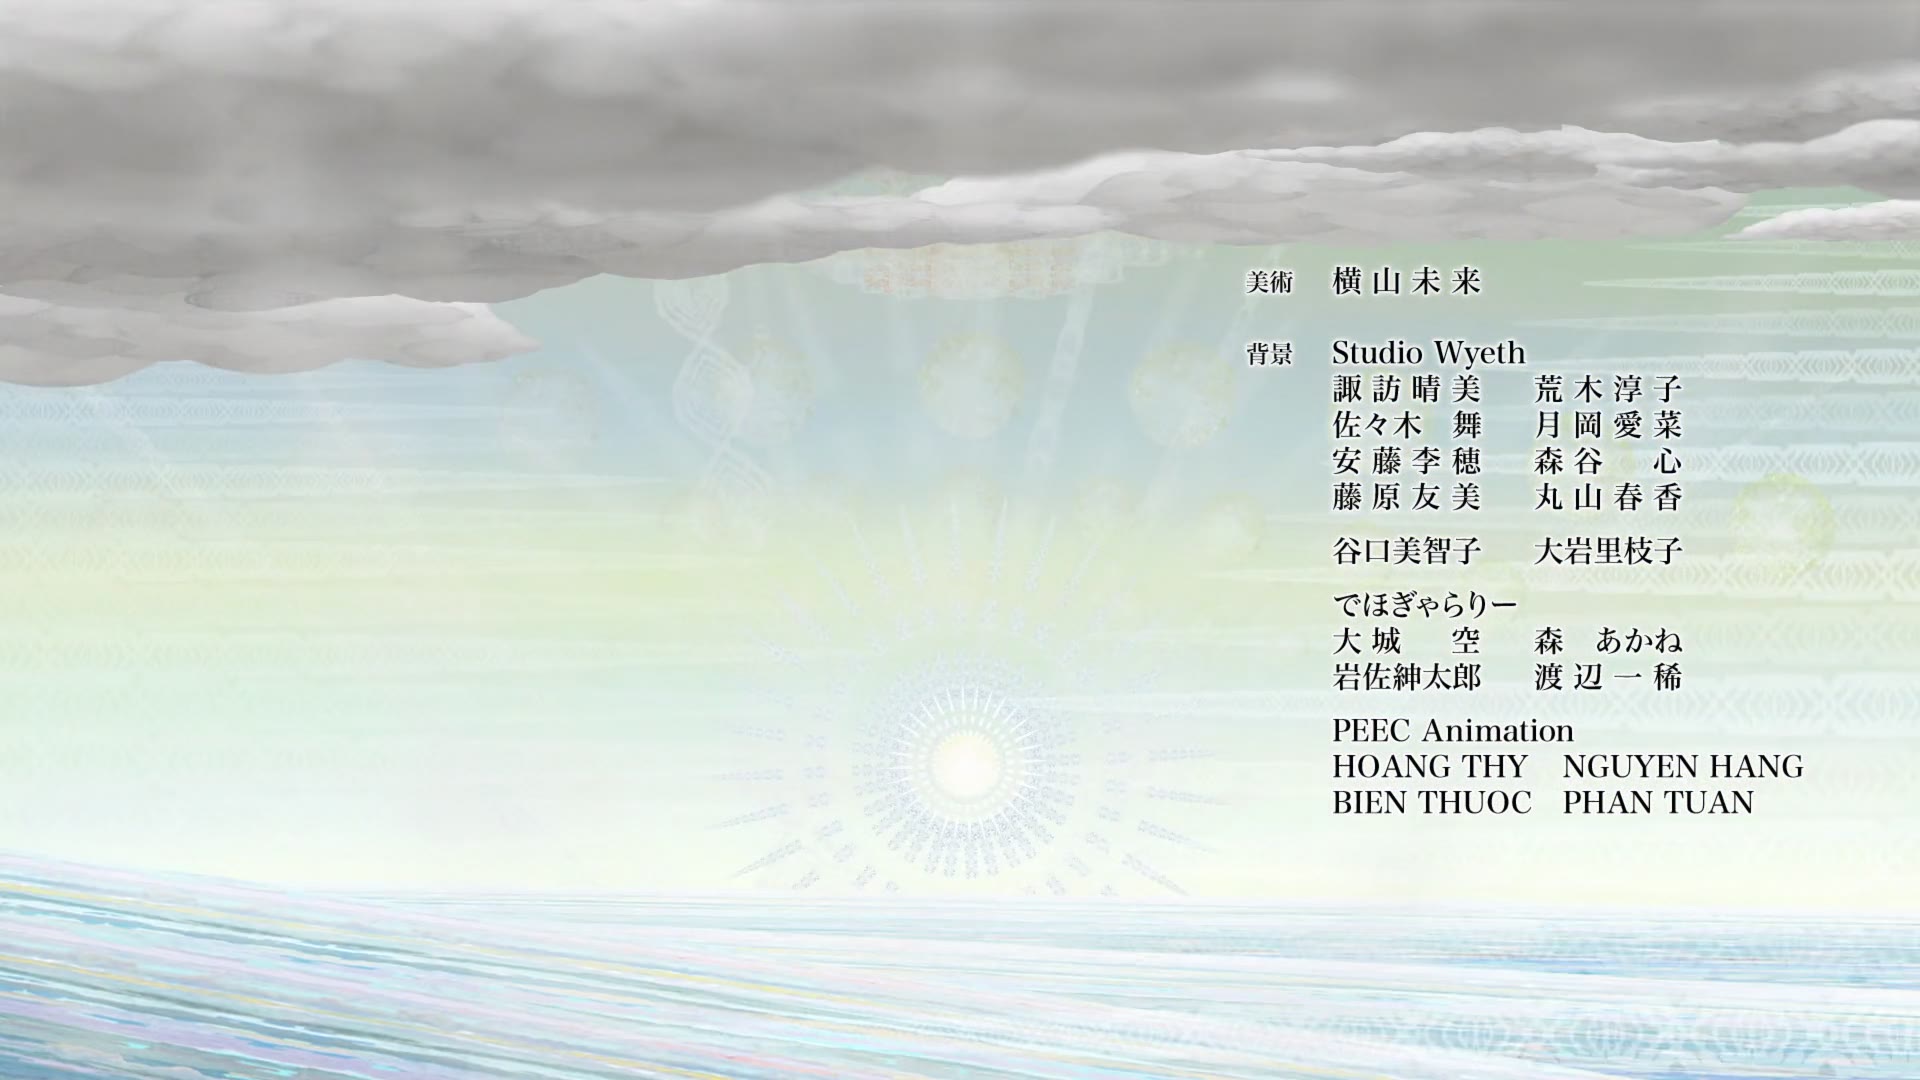 美術 横山未来
背景 Studio Wyeth
諏訪晴美 荒木淳子
佐々木 舞 月岡愛菜
安藤李穂 森谷 心
藤原友美 丸山春香
谷口美智子 大岩里枝子
でほぎゃらりー
大城 空 森 あかね
岩佐紳太郎 渡辺一稀
PEEC Animation
HOANG THY NGUYEN HANG
BIEN THUOC PHAN TUAN